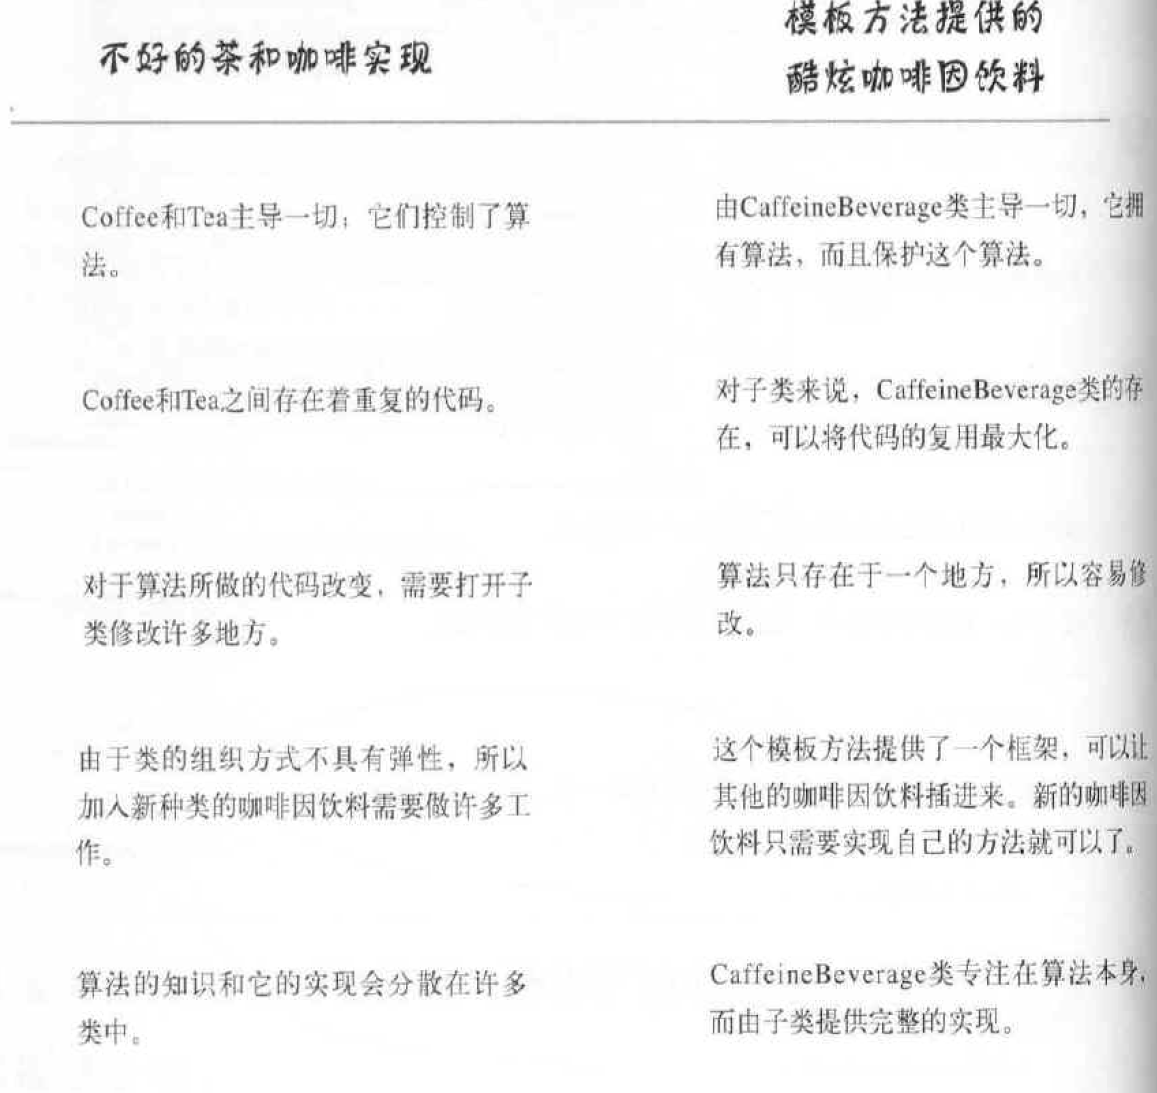 不好的茶和咖啡实现
模板方法提供的
酷炫咖啡因饮料
Coffee和Tea主导一切；它们控制了算
法。
由CaffeineBeverage类主导一切，它拥
有算法，而且保护这个算法。
Coffee和Tea之间存在着重复的代码。
对子类来说，CaffeineBeverage类的存
在，可以将代码的复用最大化。
对于算法所做的代码改变，需要打开子
类修改许多地方。
算法只存在于一个地方，所以容易修
改。
由于类的组织方式不具有弹性，所以
加入新种类的咖啡因饮料需要做许多工
作。
这个模板方法提供了一个框架，可以让
其他的咖啡因饮料插进来。新的咖啡因
饮料只需要实现自己的方法就可以了。
算法的知识和它的实现会分散在许多
类中。
CaffeineBeverage类专注在算法本身，
而由子类提供完整的实现。